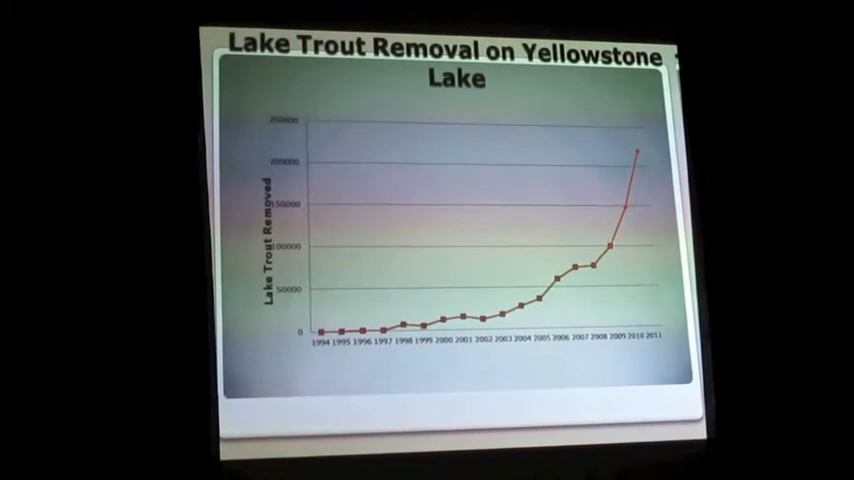 Lake Trout Removal on Yellowstone
Lake
250000
200000
150000
100000
50000
0
Lake Trout Removed
1994 1995 1996 1997 1998 1999 2000 2001 2002 2003 2004 2005 2006 2007 2008 2009 2010 2011